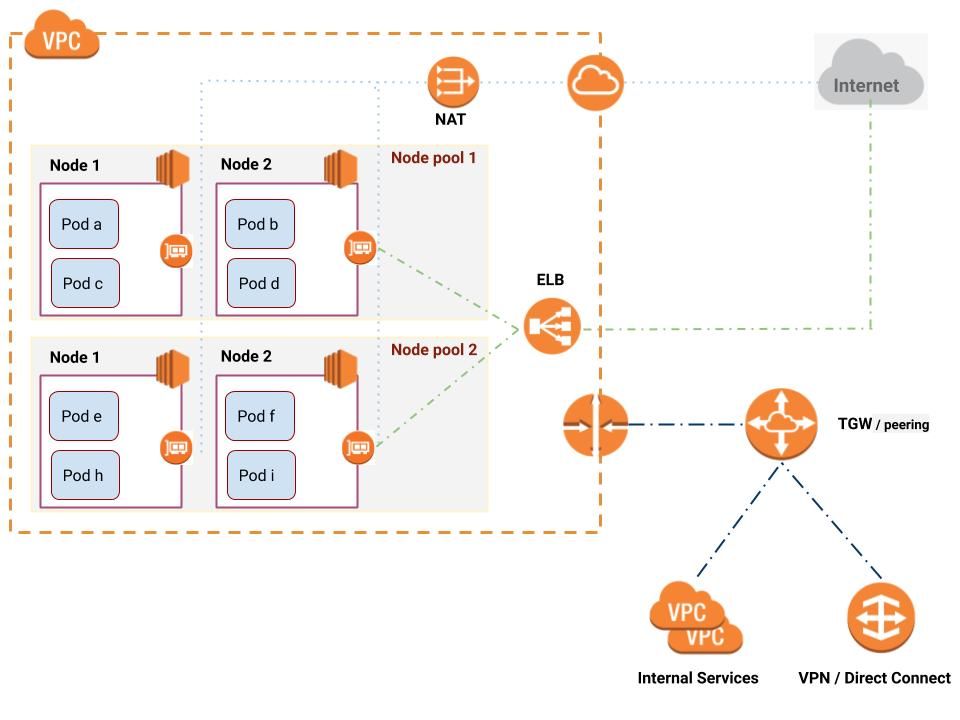 VPC
NAT
Internet
Node 1
Node 2
Node pool 1
Pod a
Pod b
Pod c
Pod d
ELB
Node 1
Node 2
Node pool 2
Pod e
Pod f
Pod h
Pod i
TGW / peering
VPC
VPC
Internal Services
VPN / Direct Connect